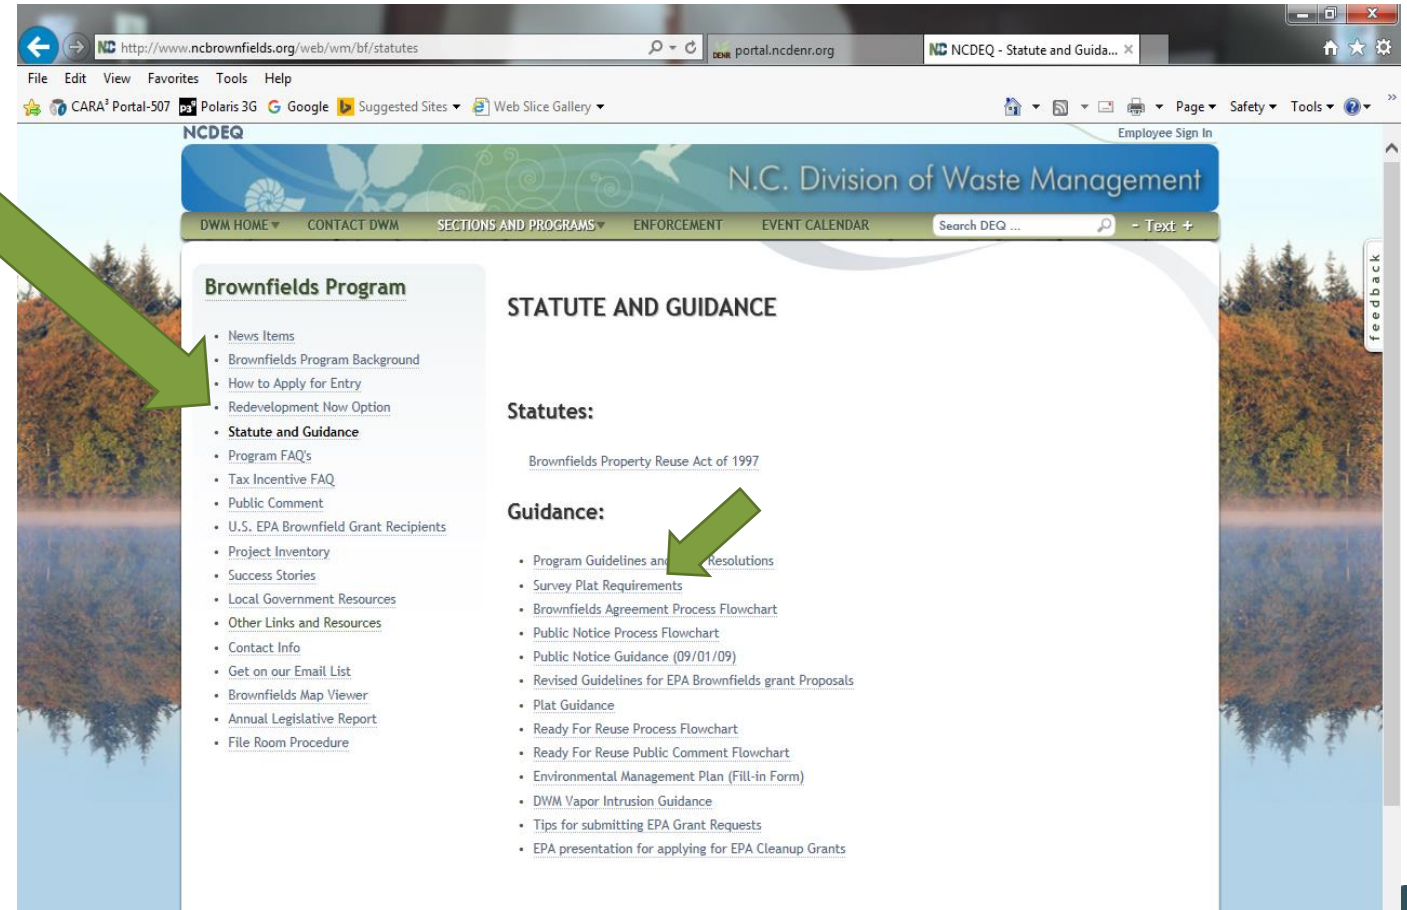 http://www.ncbrownfields.org/web/wm/bf/statutes
DENR portal.ncdenr.org
NC NCDEQ - Statute and Guida...
File Edit View Favorites Tools Help
CARA³ Portal-507 Polaris 3G Google Suggested Sites Web Slice Gallery Page Safety Tools
NCDEQ
Employee Sign In
N.C. Division of Waste Management
DWM HOME CONTACT DWM SECTIONS AND PROGRAMS ENFORCEMENT EVENT CALENDAR Search DEQ ... - Text +
feedback
Brownfields Program
• News Items
• Brownfields Program Background
• How to Apply for Entry
• Redevelopment Now Option
• Statute and Guidance
• Program FAQ's
• Tax Incentive FAQ
• Public Comment
• U.S. EPA Brownfield Grant Recipients
• Project Inventory
• Success Stories
• Local Government Resources
• Other Links and Resources
• Contact Info
• Get on our Email List
• Brownfields Map Viewer
• Annual Legislative Report
• File Room Procedure
STATUTE AND GUIDANCE
Statutes:
Brownfields Property Reuse Act of 1997
Guidance:
• Program Guidelines and Resolutions
• Survey Plat Requirements
• Brownfields Agreement Process Flowchart
• Public Notice Process Flowchart
• Public Notice Guidance (09/01/09)
• Revised Guidelines for EPA Brownfields grant Proposals
• Plat Guidance
• Ready For Reuse Process Flowchart
• Ready For Reuse Public Comment Flowchart
• Environmental Management Plan (Fill-in Form)
• DWM Vapor Intrusion Guidance
• Tips for submitting EPA Grant Requests
• EPA presentation for applying for EPA Cleanup Grants